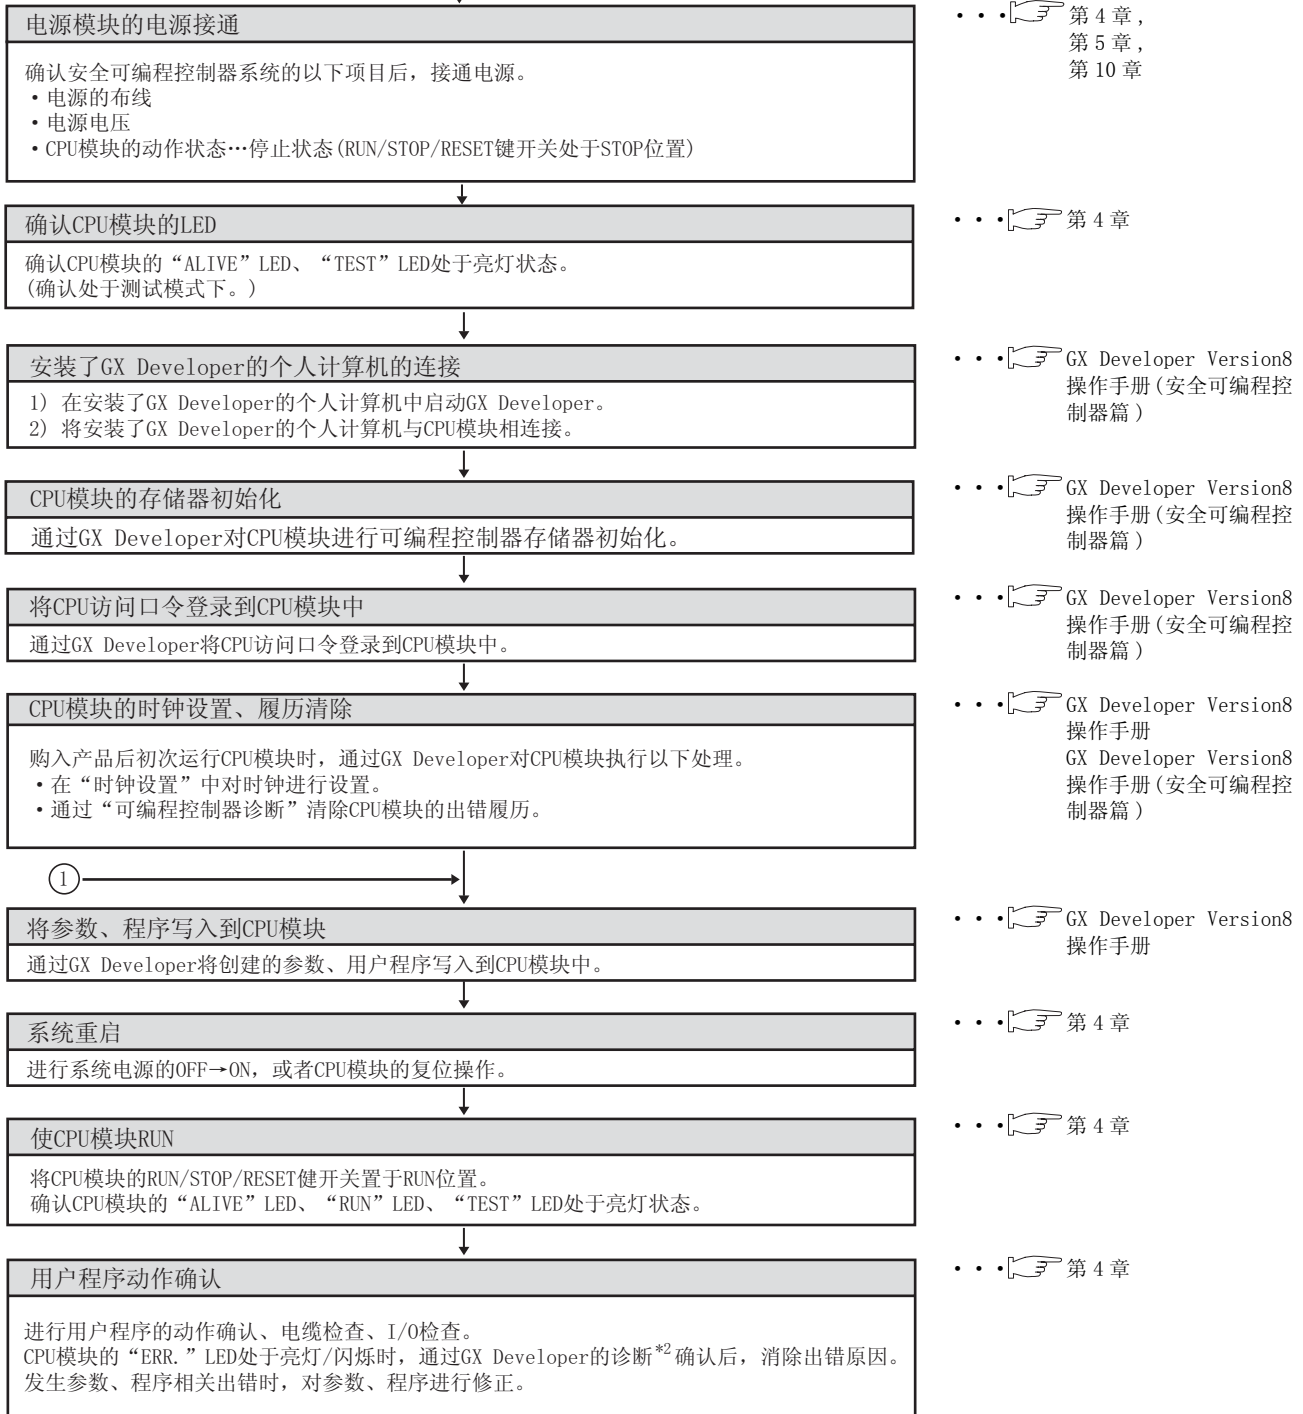 电源模块的电源接通
确认安全可编程控制器系统的以下项目后，接通电源。
・电源的布线
・电源电压
・CPU模块的动作状态…停止状态(RUN/STOP/RESET键开关处于STOP位置)
・・・ 第 4 章 ,
第 5 章 ,
第 10 章
确认CPU模块的LED
确认CPU模块的“ALIVE”LED、“TEST”LED处于亮灯状态。
(确认处于测试模式下。)
・・・ 第 4 章
安装了GX Developer的个人计算机的连接
1) 在安装了GX Developer的个人计算机中启动GX Developer。
2) 将安装了GX Developer的个人计算机与CPU模块相连接。
・・・ GX Developer Version8
操作手册(安全可编程控
制器篇)
CPU模块的存储器初始化
通过GX Developer对CPU模块进行可编程控制器存储器初始化。
・・・ GX Developer Version8
操作手册(安全可编程控
制器篇)
将CPU访问口令登录到CPU模块中
通过GX Developer将CPU访问口令登录到CPU模块中。
・・・ GX Developer Version8
操作手册(安全可编程控
制器篇)
CPU模块的时钟设置、履历清除
购入产品后初次运行CPU模块时，通过GX Developer对CPU模块执行以下处理。
・在“时钟设置”中对时钟进行设置。
・通过“可编程控制器诊断”清除CPU模块的出错履历。
・・・ GX Developer Version8
操作手册
GX Developer Version8
操作手册(安全可编程控
制器篇)
①
将参数、程序写入到CPU模块
通过GX Developer将创建的参数、用户程序写入到CPU模块中。
・・・ GX Developer Version8
操作手册
系统重启
进行系统电源的OFF→ON，或者CPU模块的复位操作。
・・・ 第 4 章
使CPU模块RUN
将CPU模块的RUN/STOP/RESET健开关置于RUN位置。
确认CPU模块的“ALIVE”LED、“RUN”LED、“TEST”LED处于亮灯状态。
・・・ 第 4 章
用户程序动作确认
进行用户程序的动作确认、电缆检查、I/O检查。
CPU模块的“ERR.”LED处于亮灯/闪烁时，通过GX Developer的诊断*2确认后，消除出错原因。
发生参数、程序相关出错时，对参数、程序进行修正。
・・・ 第 4 章